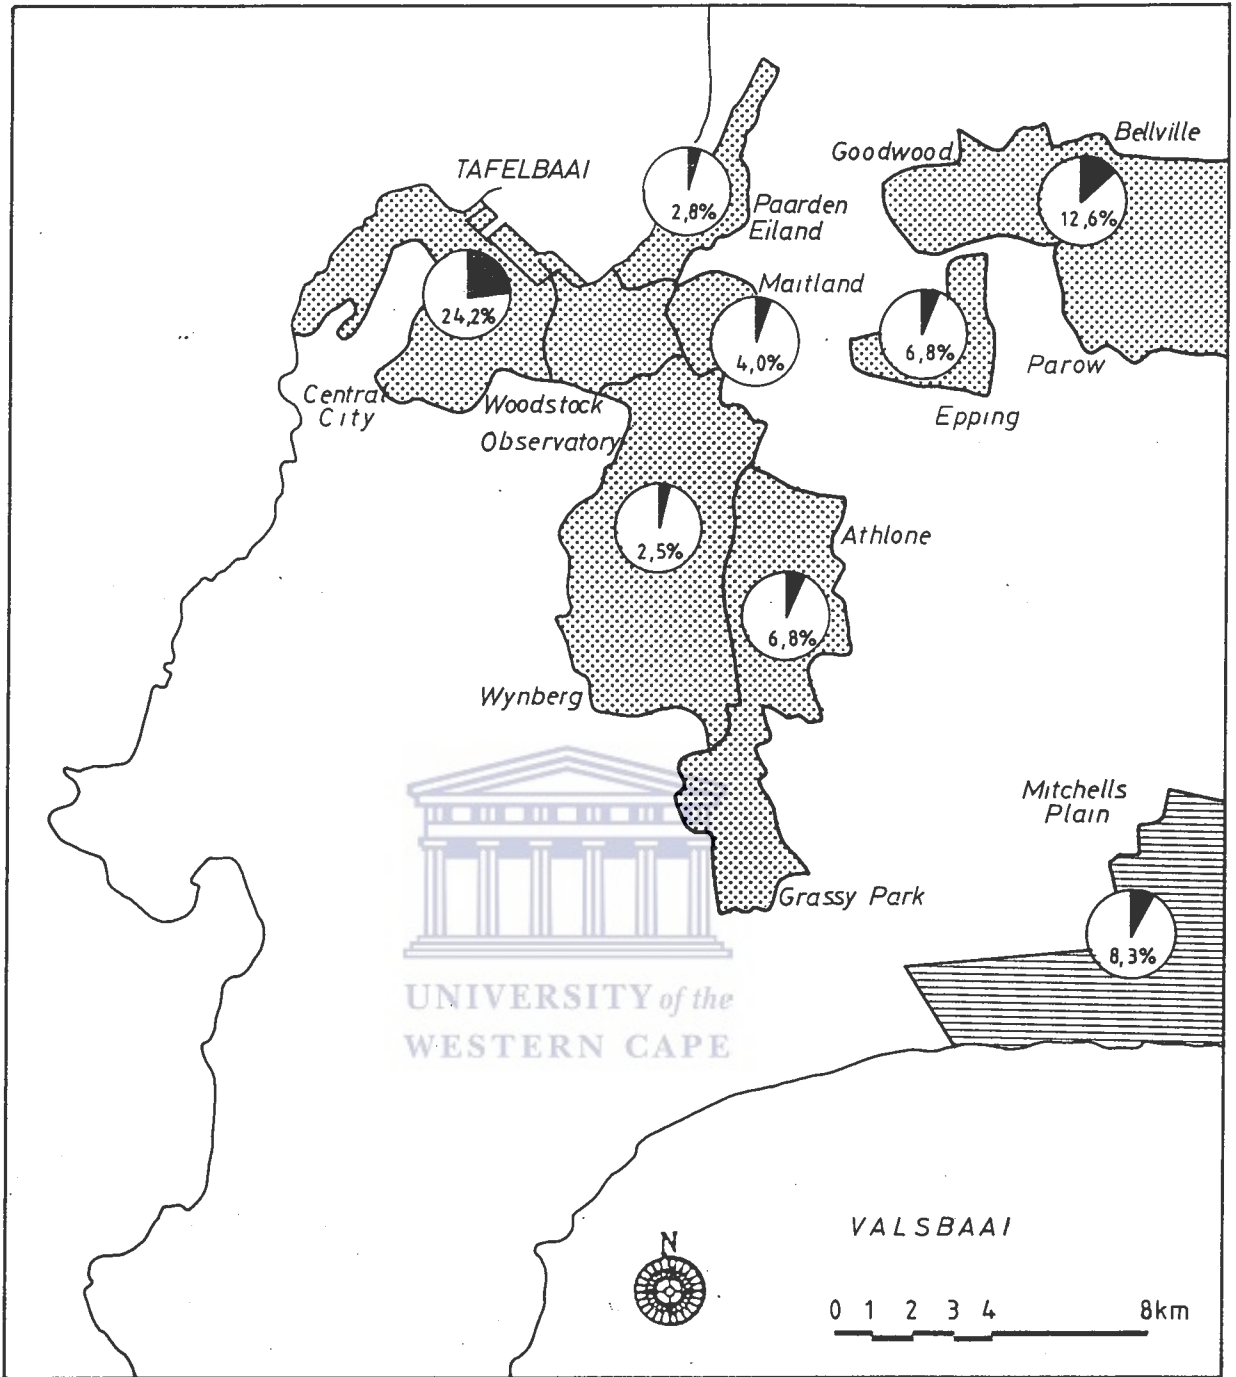 TAFELBAAI
2,8%
Paarden
Eiland
Goodwood
Bellville
12,6%
24,2%
Maitland
4,0%
6,8%
Parow
Central
City
Woodstock
Observatory
Epping
2,5%
Athlone
6,8%
Wynberg
Mitchells
Plain
Grassy Park
8,3%
UNIVERSITY of the
WESTERN CAPE
VALSBAAI
N
0 1 2 3 4 8km